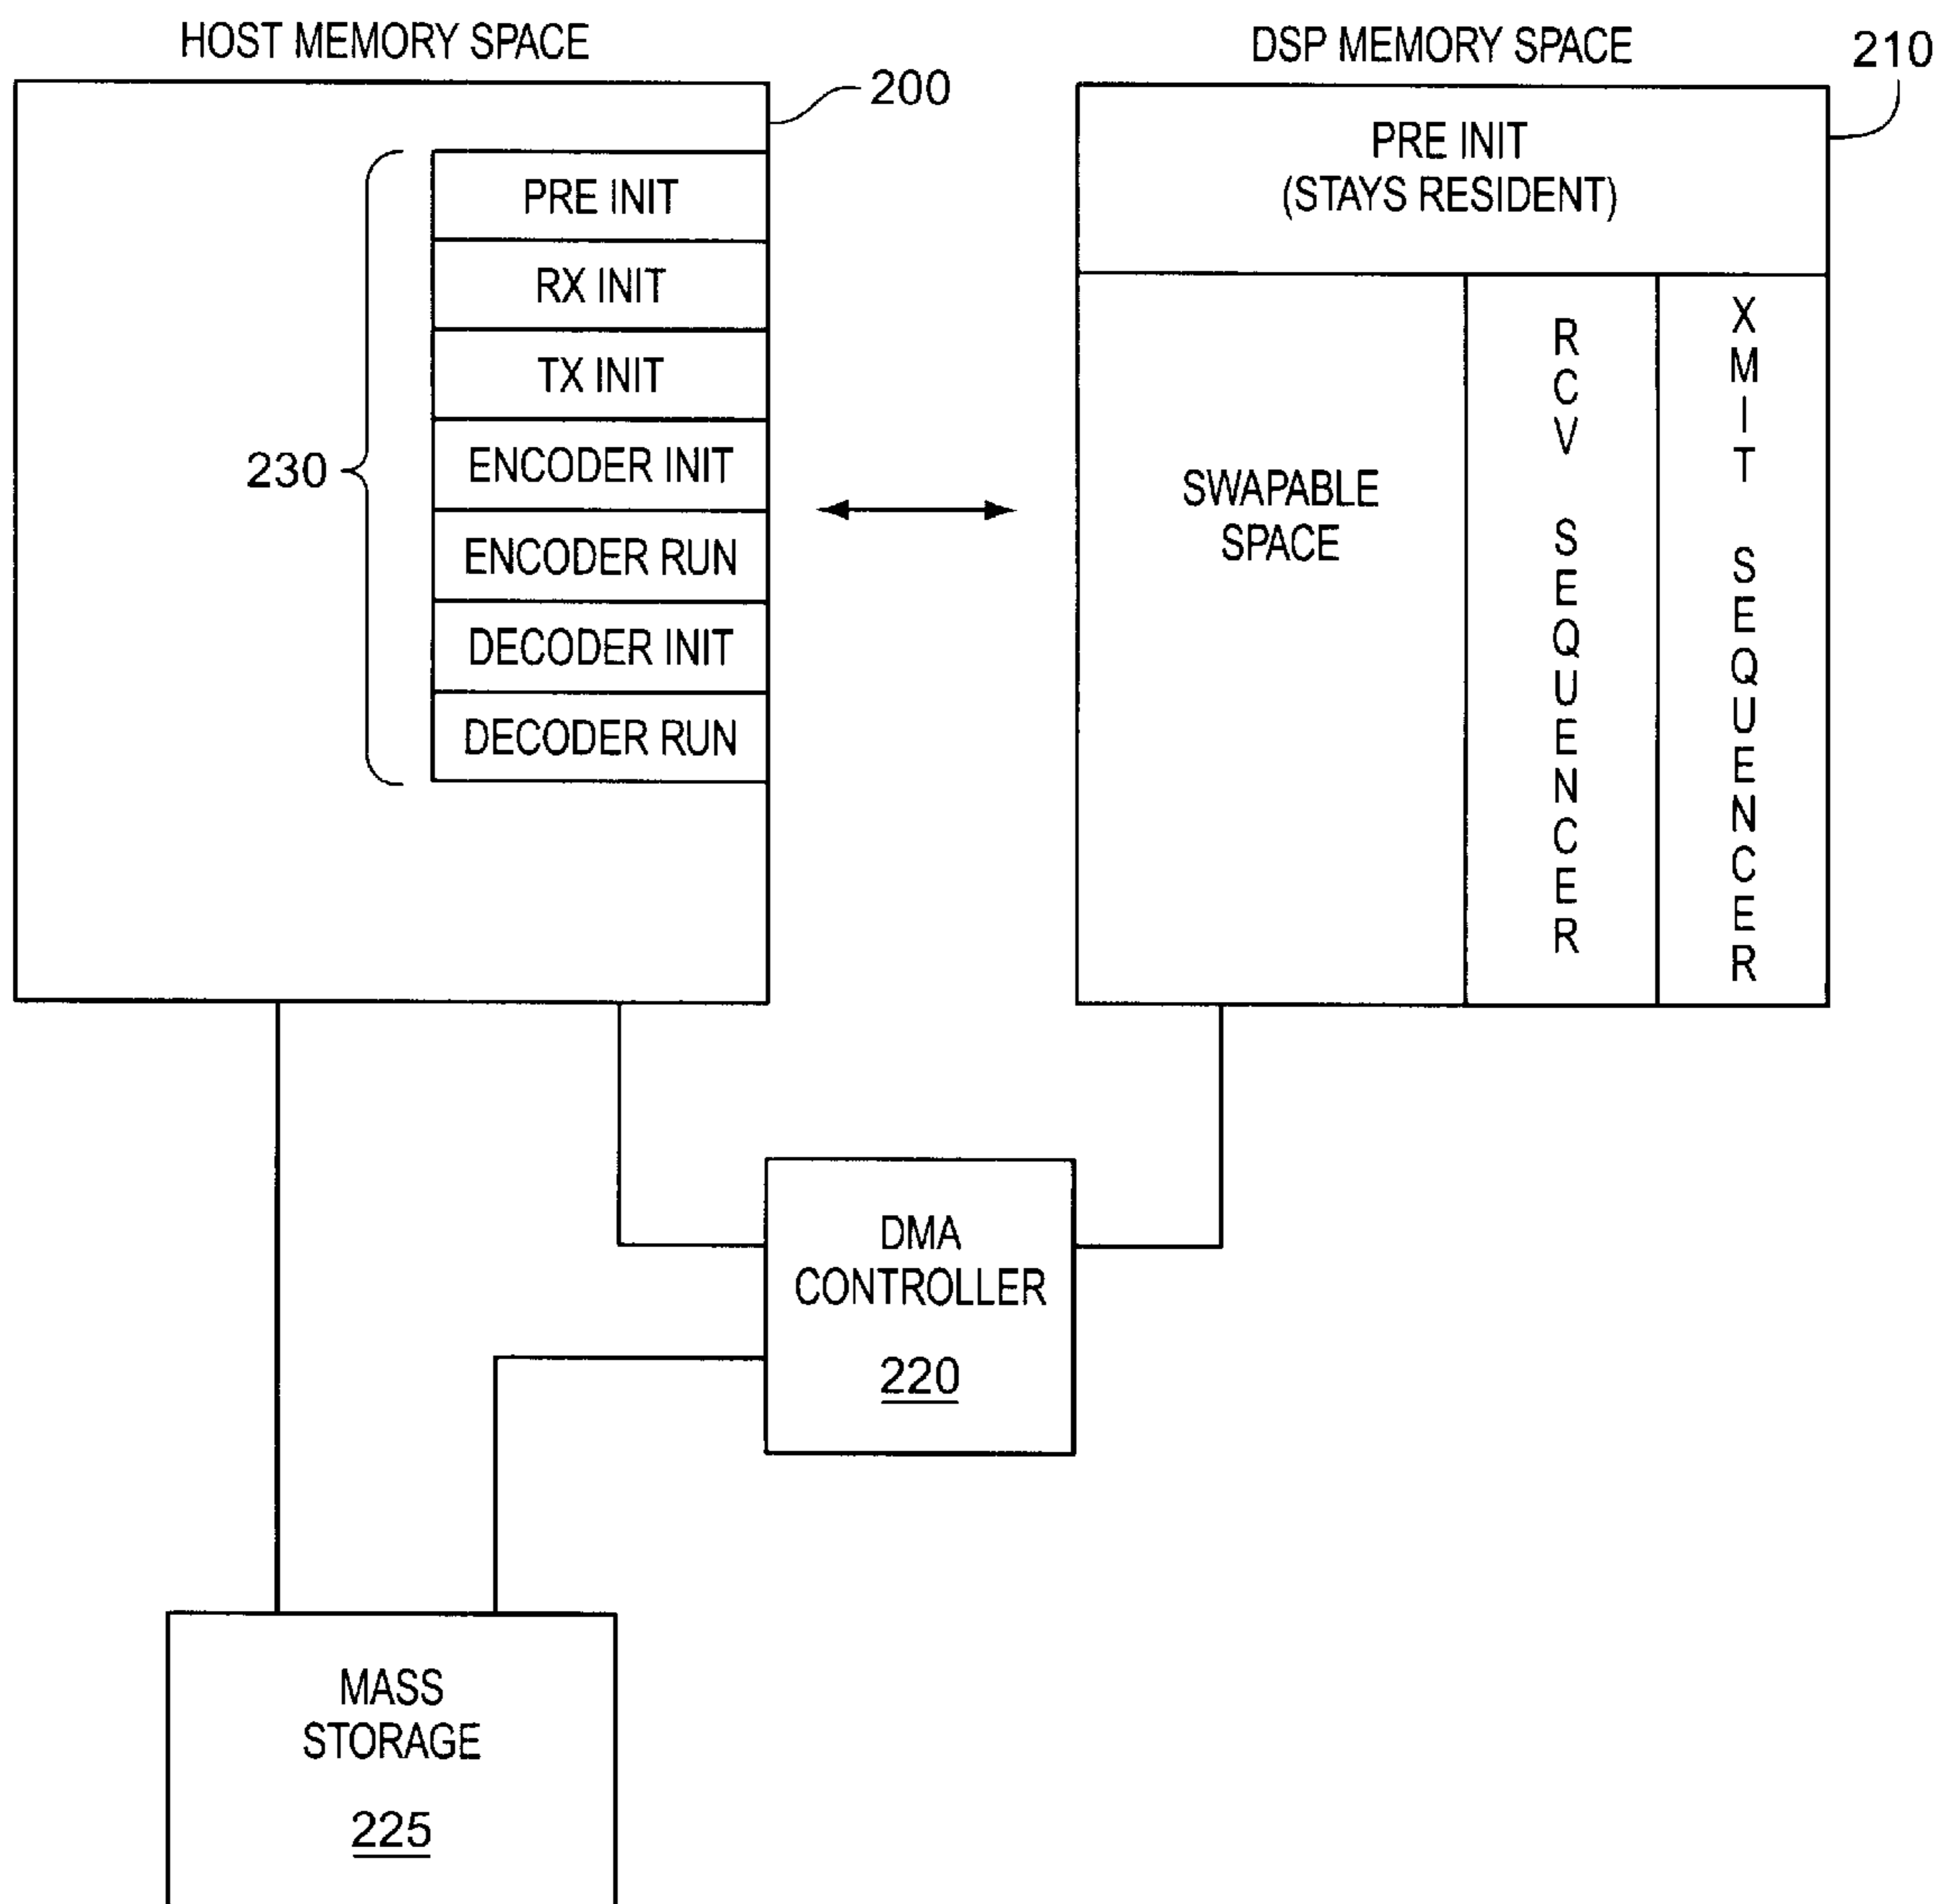 HOST MEMORY SPACE
200
PRE INIT
RX INIT
TX INIT
ENCODER INIT
ENCODER RUN
DECODER INIT
DECODER RUN
230
DSP MEMORY SPACE
210
PRE INIT
(STAYS RESIDENT)
SWAPABLE
SPACE
RCV SEQUENCER
XMIT SEQUENCER
DMA
CONTROLLER
220
MASS
STORAGE
225